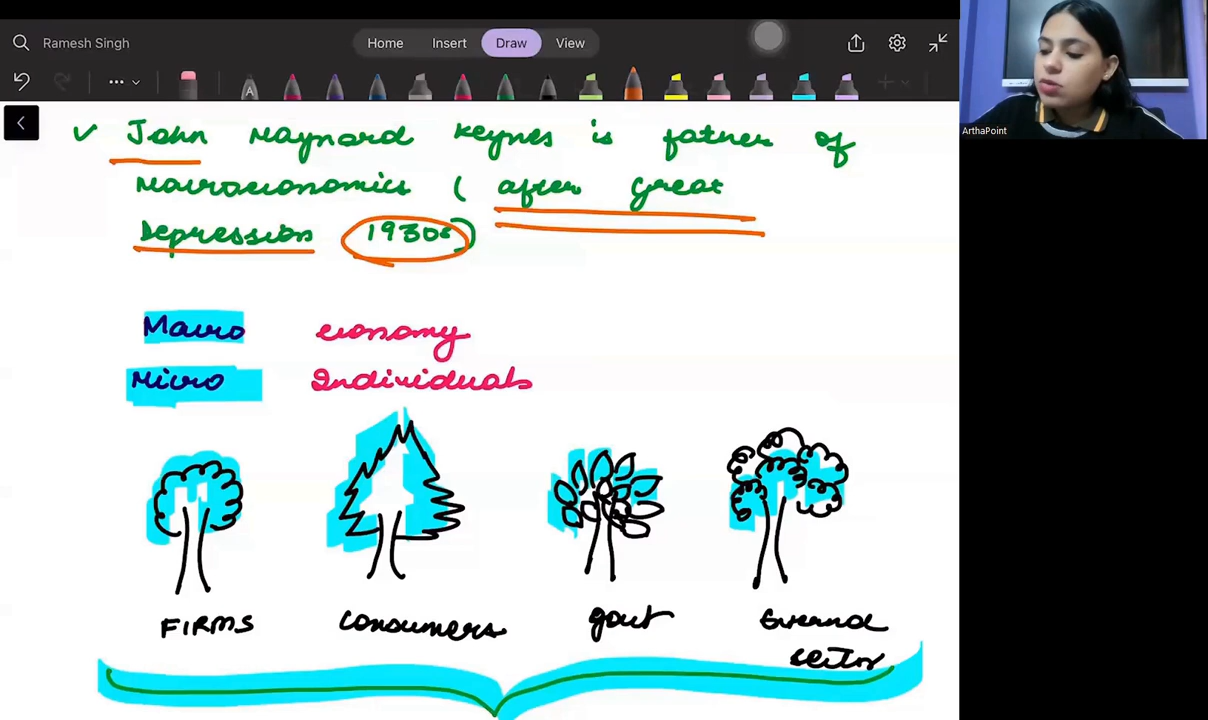 Ramesh Singh
Home Insert Draw View
A
ArthaPoint
✓ John Maynard Keynes is father of
Macroeconomics ( after great
Depression 1930s)
Macro economy
Micro Individuals
FIRMS consumers govt External
sector